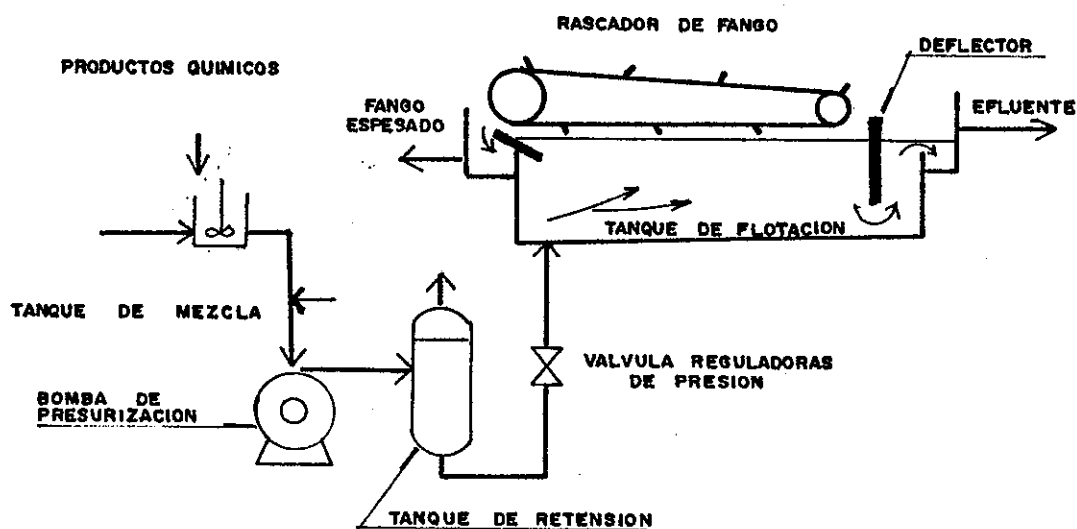 RASCADOR DE FANGO
DEFLECTOR
PRODUCTOS QUIMICOS
FANGO
ESPESADO
EFLUENTE
TANQUE DE FLOTACION
TANQUE DE MEZCLA
VALVULA REGULADORAS
DE PRESION
BOMBA DE
PRESURIZACION
TANQUE DE RETENSION